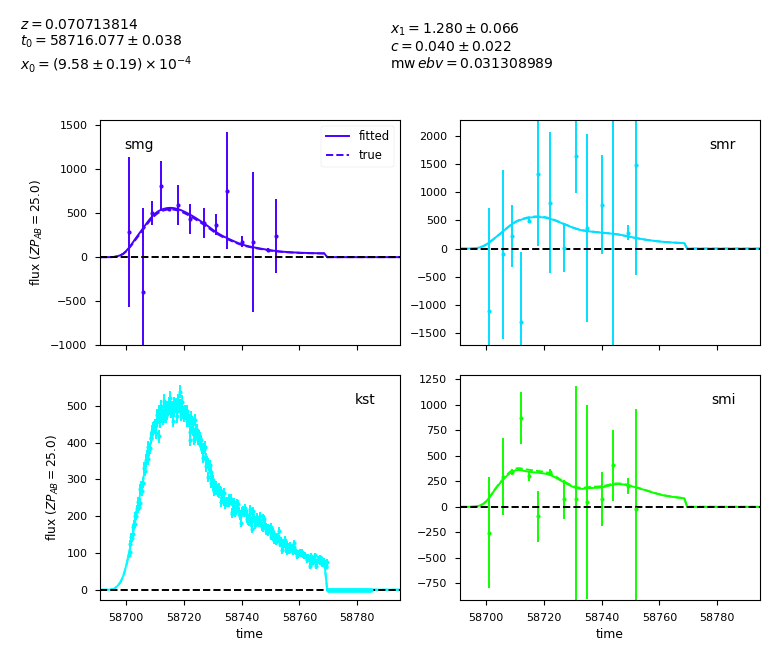 z = 0.070713814
t₀ = 58716.077 ± 0.038
x₀ = (9.58 ± 0.19) × 10⁻⁴
x₁ = 1.280 ± 0.066
c = 0.040 ± 0.022
mw ebv = 0.031308989
smg
fitted
true
1500
1000
500
0
−500
−1000
flux (ZP_AB = 25.0)
smr
2000
1500
1000
500
0
−500
−1000
−1500
kst
500
400
300
200
100
0
flux (ZP_AB = 25.0)
58700 58720 58740 58760 58780
time
smi
1250
1000
750
500
250
0
−250
−500
−750
58700 58720 58740 58760 58780
time